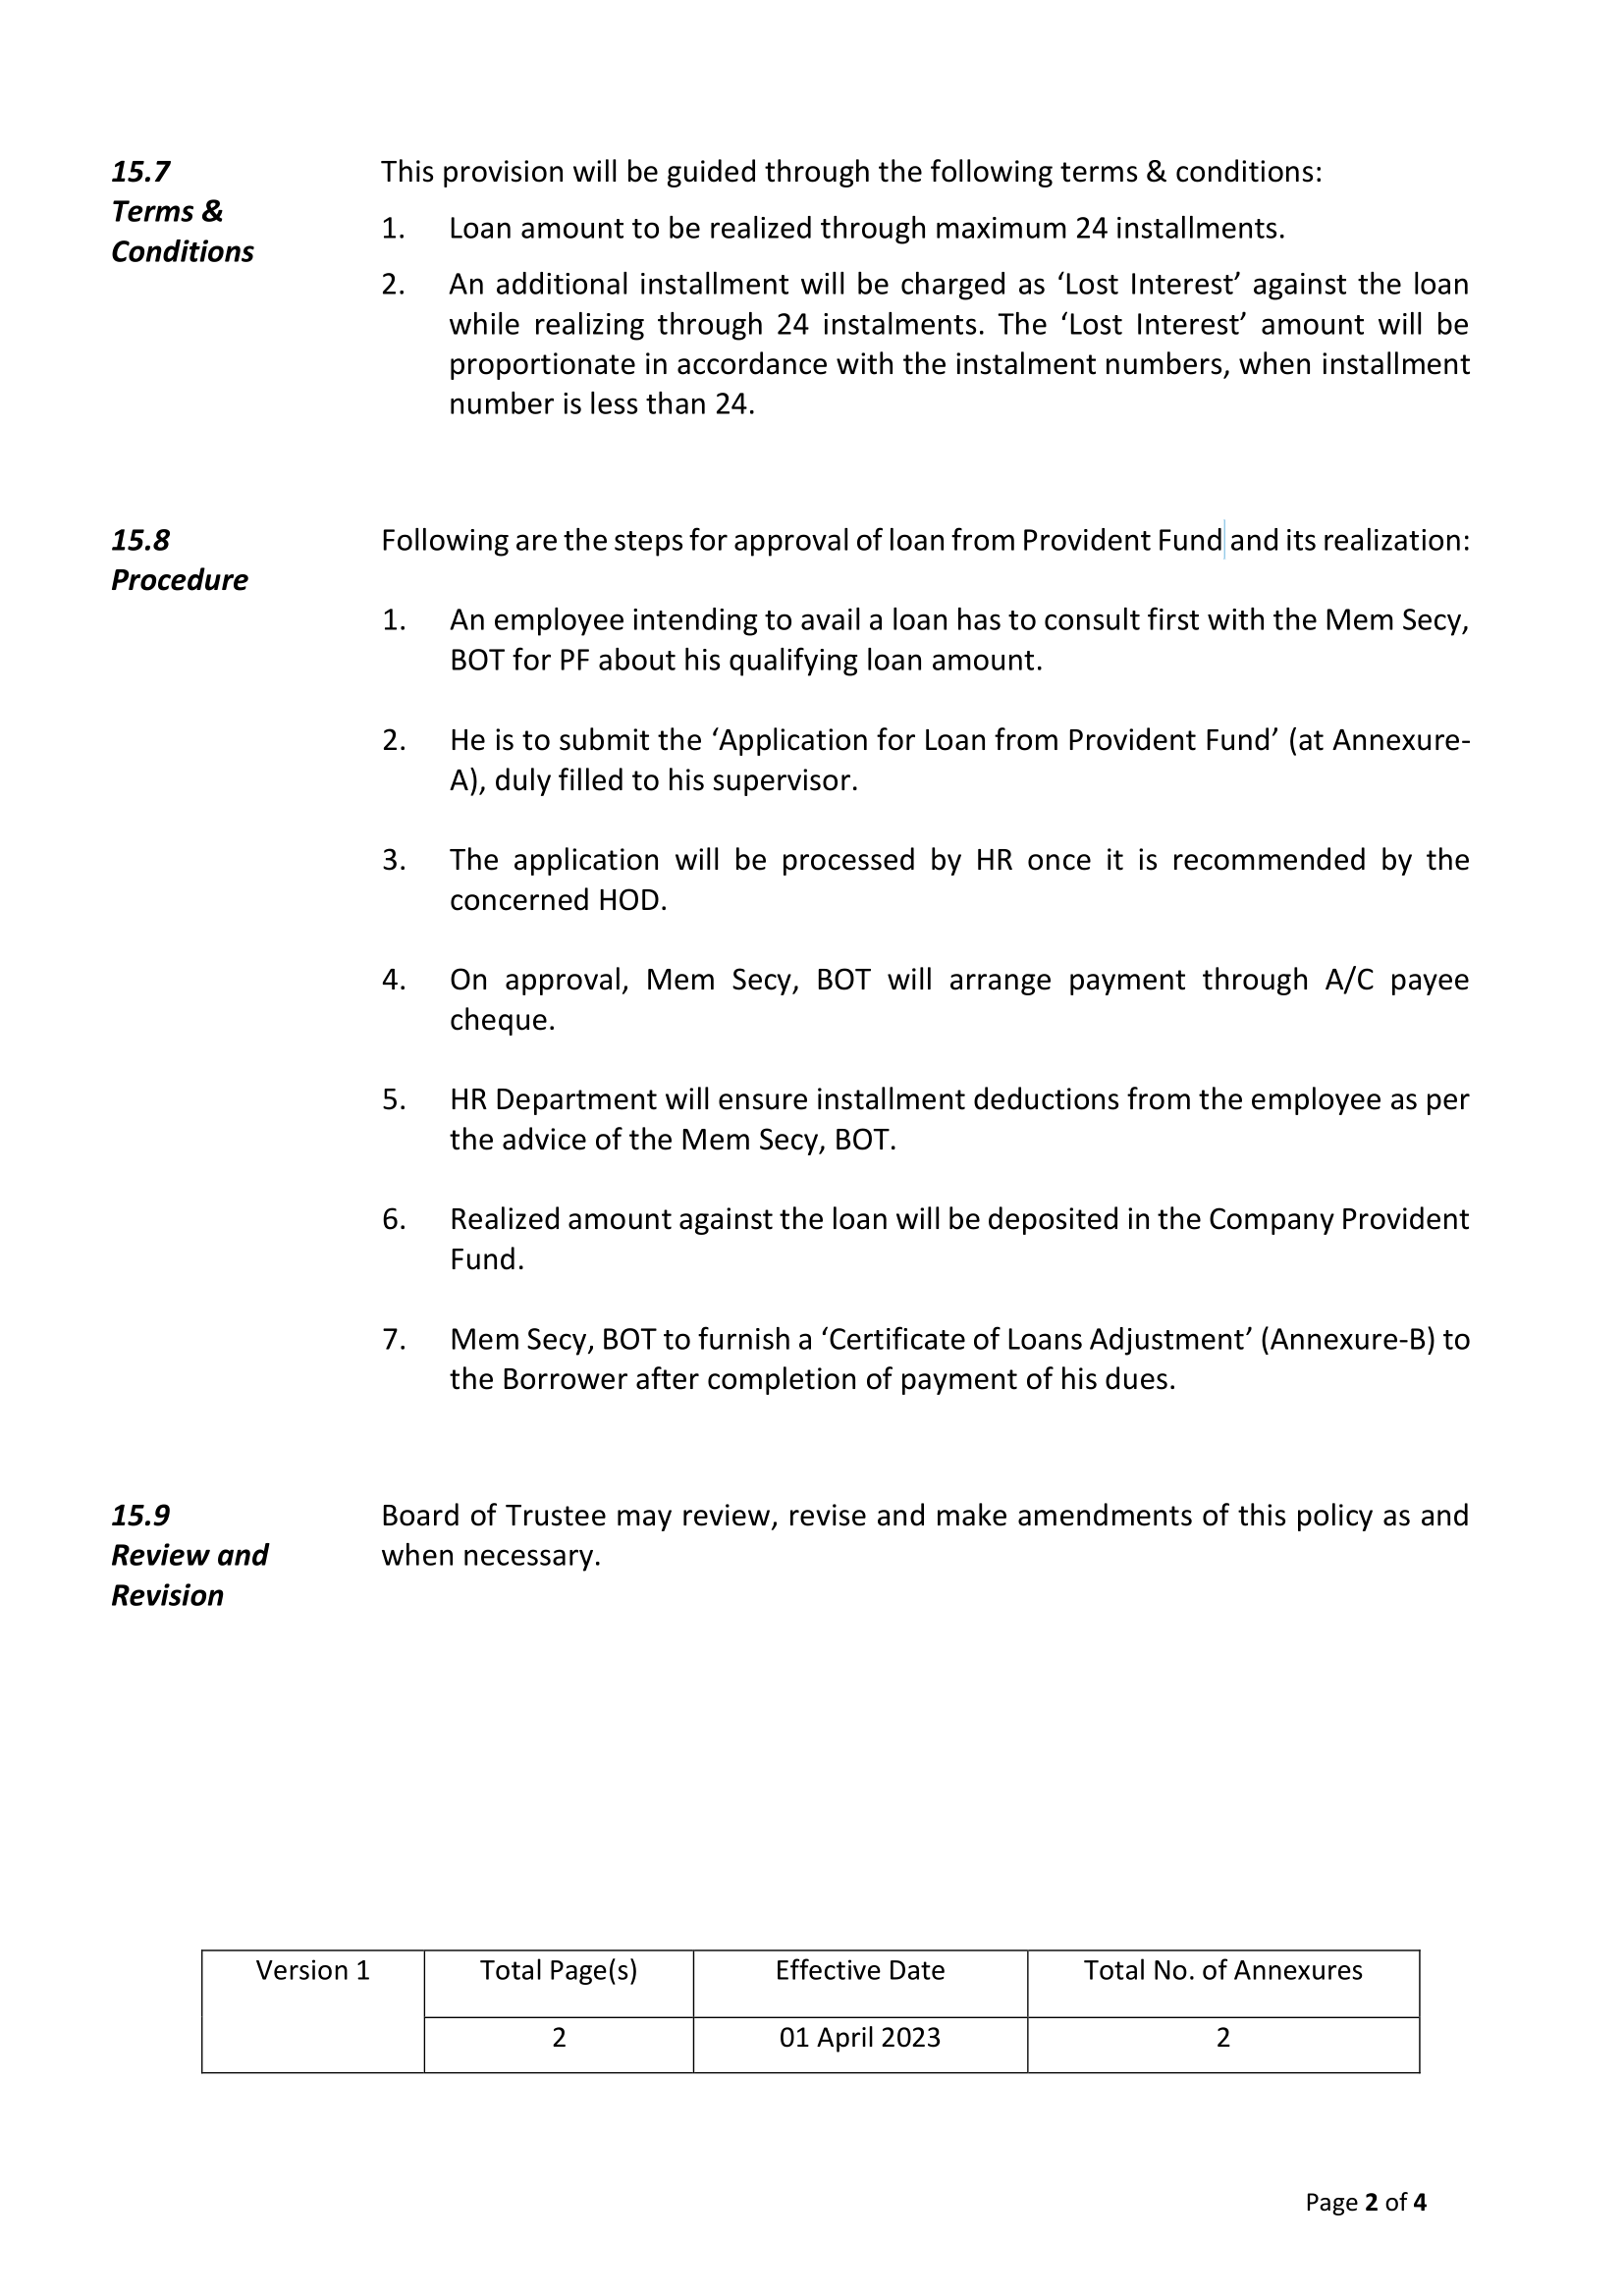 15.7
Terms &
Conditions
This provision will be guided through the following terms & conditions:
1. Loan amount to be realized through maximum 24 installments.
2. An additional installment will be charged as ‘Lost Interest’ against the loan
while realizing through 24 instalments. The ‘Lost Interest’ amount will be
proportionate in accordance with the instalment numbers, when installment
number is less than 24.
15.8
Procedure
Following are the steps for approval of loan from Provident Fund and its realization:
1. An employee intending to avail a loan has to consult first with the Mem Secy,
BOT for PF about his qualifying loan amount.
2. He is to submit the ‘Application for Loan from Provident Fund’ (at Annexure-
A), duly filled to his supervisor.
3. The application will be processed by HR once it is recommended by the
concerned HOD.
4. On approval, Mem Secy, BOT will arrange payment through A/C payee
cheque.
5. HR Department will ensure installment deductions from the employee as per
the advice of the Mem Secy, BOT.
6. Realized amount against the loan will be deposited in the Company Provident
Fund.
7. Mem Secy, BOT to furnish a ‘Certificate of Loans Adjustment’ (Annexure-B) to
the Borrower after completion of payment of his dues.
15.9
Review and
Revision
Board of Trustee may review, revise and make amendments of this policy as and
when necessary.
Version 1 Total Page(s) Effective Date Total No. of Annexures
2 01 April 2023 2
Page 2 of 4